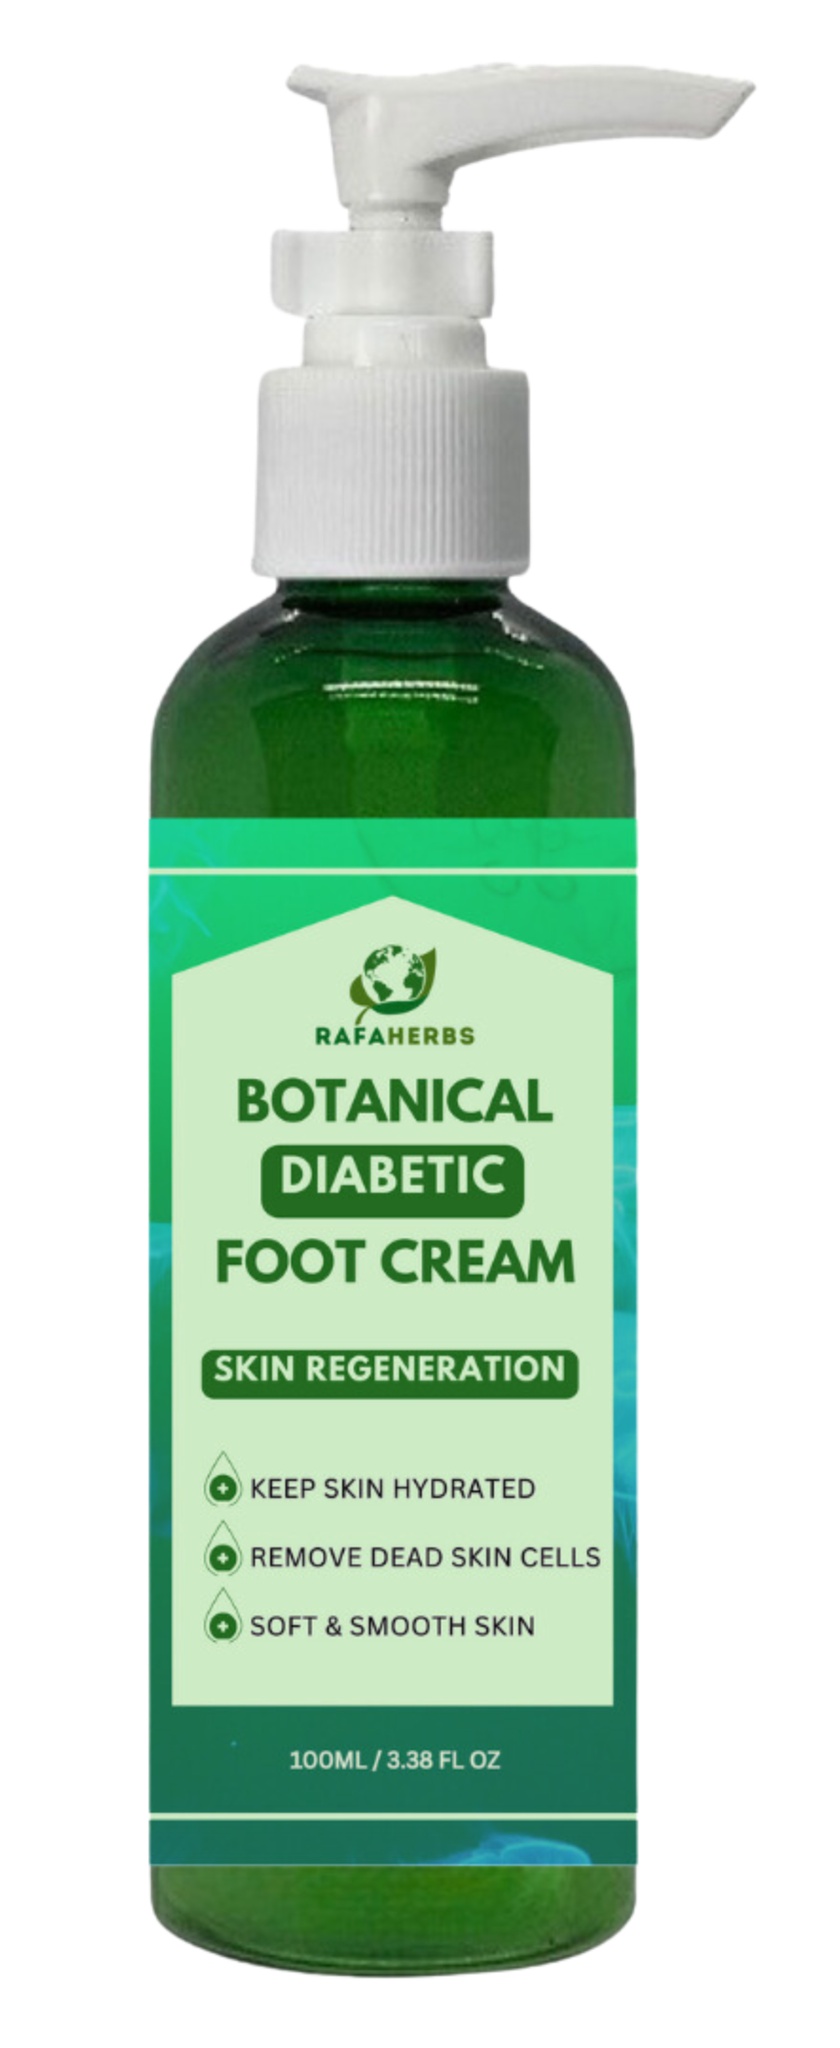 RAFAHERBS
BOTANICAL
DIABETIC
FOOT CREAM
SKIN REGENERATION
KEEP SKIN HYDRATED
REMOVE DEAD SKIN CELLS
SOFT & SMOOTH SKIN
100ML / 3.38 FL OZ